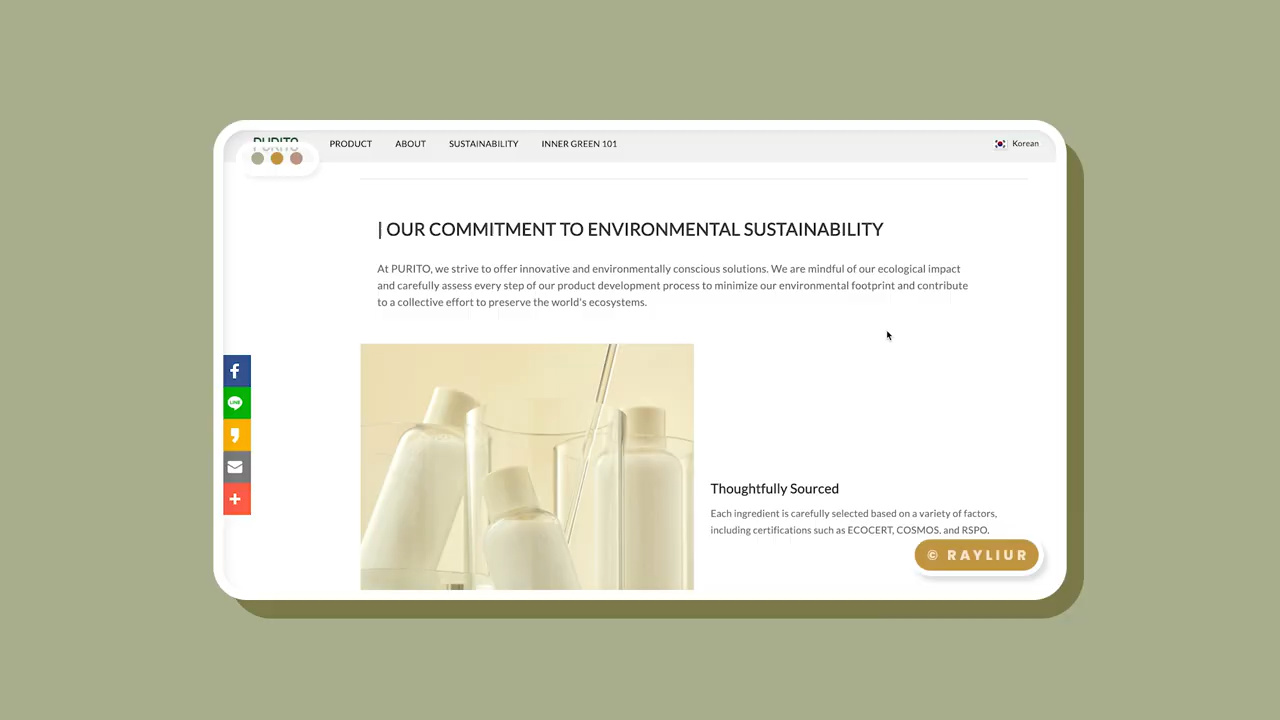 PURITO
PRODUCT
ABOUT
SUSTAINABILITY
INNER GREEN 101
Korean
| OUR COMMITMENT TO ENVIRONMENTAL SUSTAINABILITY
At PURITO, we strive to offer innovative and environmentally conscious solutions. We are mindful of our ecological impact
and carefully assess every step of our product development process to minimize our environmental footprint and contribute
to a collective effort to preserve the world's ecosystems.
LINE
Thoughtfully Sourced
Each ingredient is carefully selected based on a variety of factors,
including certifications such as ECOCERT, COSMOS, and RSPO.
© RAYLIUR